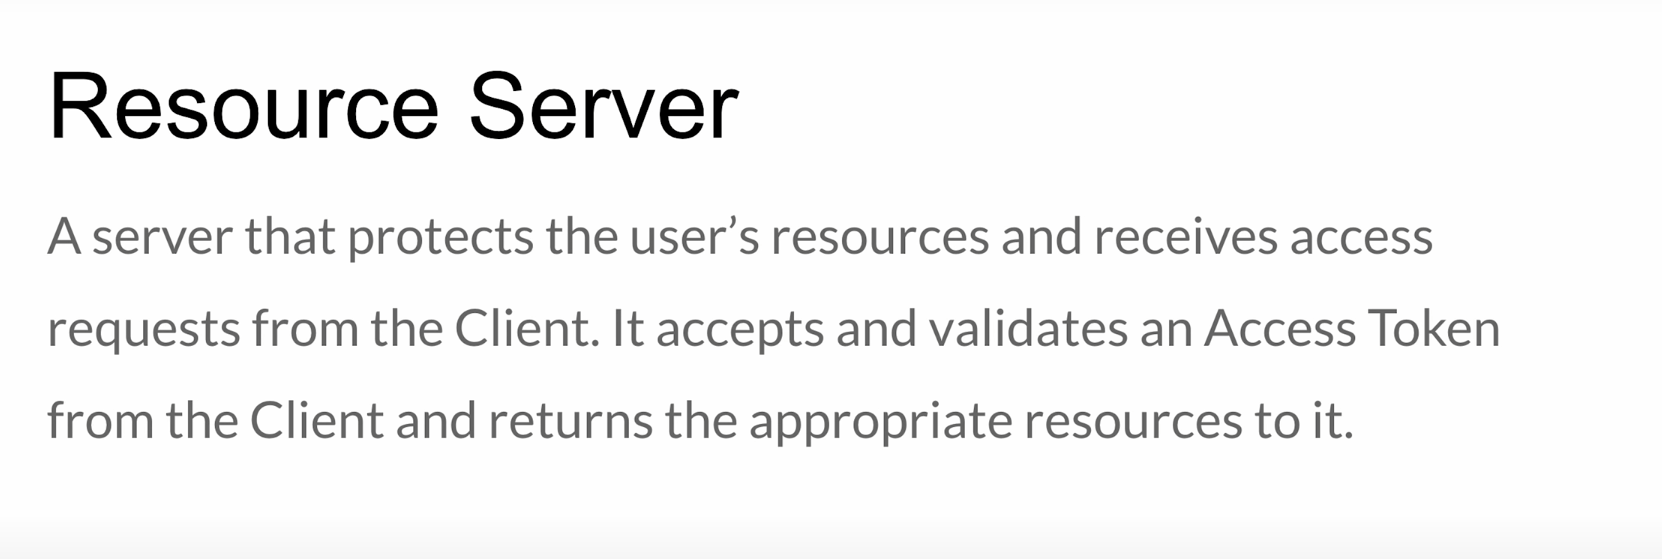 Resource Server
A server that protects the user’s resources and receives access
requests from the Client. It accepts and validates an Access Token
from the Client and returns the appropriate resources to it.